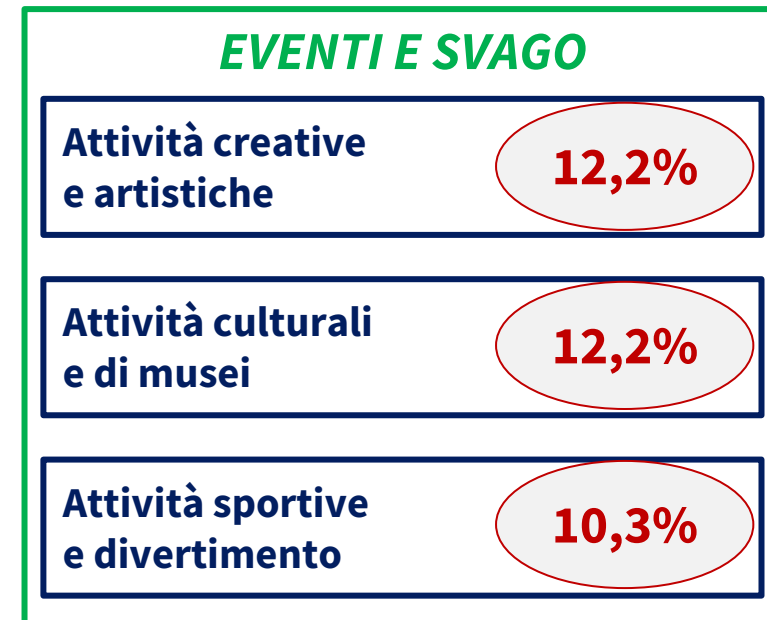 EVENTI E SVAGO
Attività creative
e artistiche
12,2%
Attività culturali
e di musei
12,2%
Attività sportive
e divertimento
10,3%